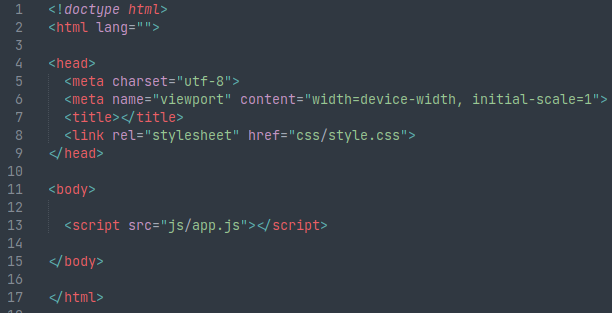 1 <!doctype html>
2 <html lang="">
3
4 <head>
5   <meta charset="utf-8">
6   <meta name="viewport" content="width=device-width, initial-scale=1">
7   <title></title>
8   <link rel="stylesheet" href="css/style.css">
9 </head>
10
11 <body>
12
13   <script src="js/app.js"></script>
14
15 </body>
16
17 </html>